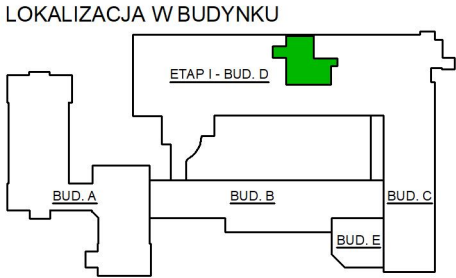 LOKALIZACJA W BUDYNKU
ETAP I - BUD. D
BUD. A
BUD. B
BUD. C
BUD. E